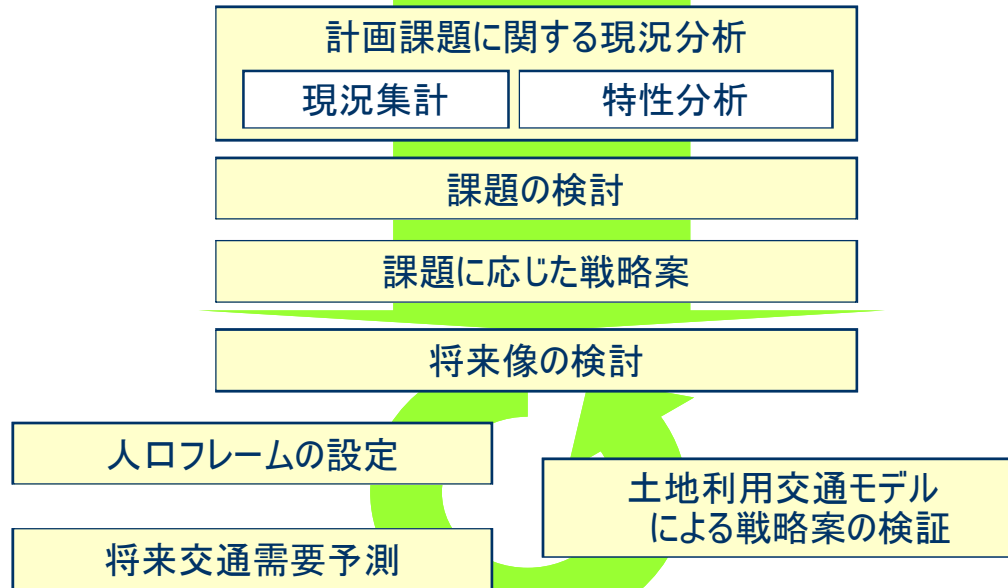 計画課題に関する現況分析
現況集計
特性分析
課題の検討
課題に応じた戦略案
将来像の検討
人口フレームの設定
将来交通需要予測
土地利用交通モデル
による戦略案の検証